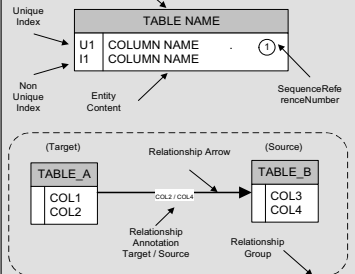 Unique
Index
TABLE NAME
U1 COLUMN NAME . 1
I1 COLUMN NAME
Non
Unique
Index
Entity
Content
SequenceRefe
renceNumber
(Target)
Relationship Arrow
(Source)
TABLE_A
TABLE_B
COL1
COL2
COL2 / COL4
COL3
COL4
Relationship
Annotation
Target / Source
Relationship
Group